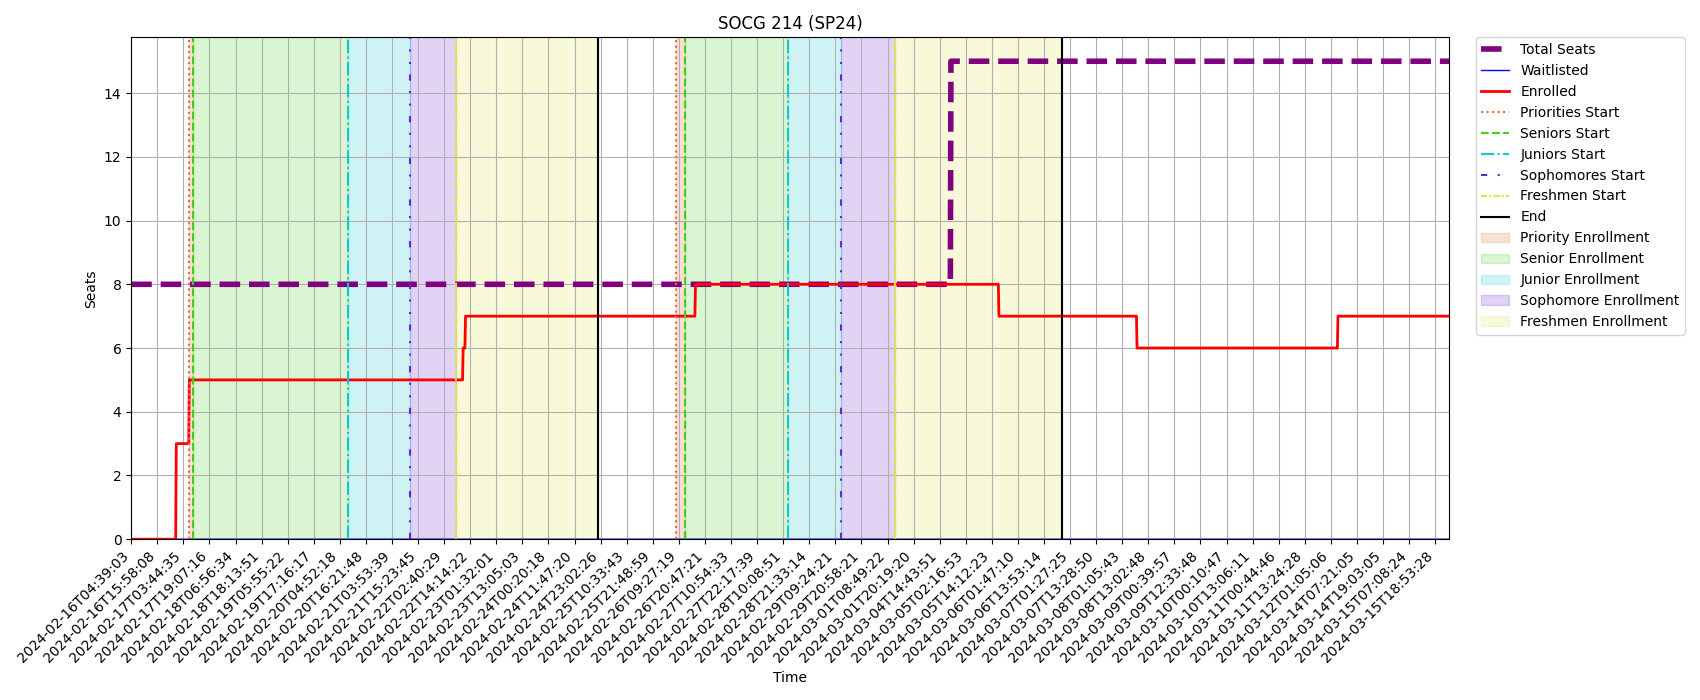 SOCG 214 (SP24)
Seats
14
12
10
8
6
4
2
0
2024-02-16T04:39:03
2024-02-16T15:58:08
2024-02-17T03:44:35
2024-02-17T19:07:16
2024-02-18T06:56:34
2024-02-18T18:13:51
2024-02-19T05:55:22
2024-02-19T17:16:17
2024-02-20T04:52:18
2024-02-20T16:21:48
2024-02-21T03:53:39
2024-02-21T15:23:45
2024-02-22T02:40:29
2024-02-22T14:14:22
2024-02-23T01:32:01
2024-02-23T13:05:03
2024-02-24T00:20:18
2024-02-24T11:47:20
2024-02-24T23:02:26
2024-02-25T10:33:43
2024-02-25T21:48:59
2024-02-26T09:27:19
2024-02-26T20:47:21
2024-02-27T10:54:33
2024-02-27T22:17:39
2024-02-28T10:08:51
2024-02-28T21:33:14
2024-02-29T09:24:21
2024-02-29T20:58:21
2024-03-01T08:49:22
2024-03-01T20:19:20
2024-03-04T14:43:51
2024-03-05T02:16:53
2024-03-05T14:12:23
2024-03-06T01:47:10
2024-03-06T13:53:14
2024-03-07T01:27:25
2024-03-07T13:28:50
2024-03-08T01:05:43
2024-03-08T13:02:48
2024-03-09T00:39:57
2024-03-09T12:33:48
2024-03-10T00:10:47
2024-03-10T13:06:11
2024-03-11T00:44:46
2024-03-11T13:24:28
2024-03-12T01:05:06
2024-03-14T07:21:05
2024-03-14T19:03:05
2024-03-15T07:08:24
2024-03-15T18:53:28
Time
Total Seats
Waitlisted
Enrolled
Priorities Start
Seniors Start
Juniors Start
Sophomores Start
Freshmen Start
End
Priority Enrollment
Senior Enrollment
Junior Enrollment
Sophomore Enrollment
Freshmen Enrollment